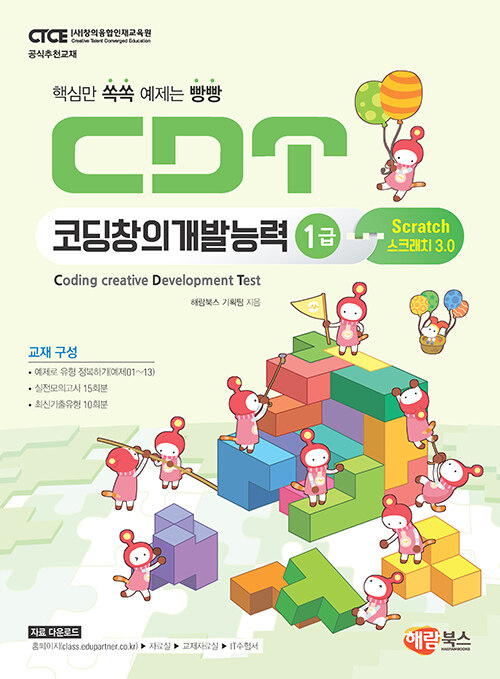 CTCE (사)창의융합인재교육원
Creative Talent Converged Education
공식추천교재
핵심만 쏙쏙 예제는 빵빵
CDT
코딩창의개발능력 1급 Scratch
스크래치 3.0
Coding creative Development Test
해람북스 기획팀 지음
교재 구성
• 예제로 유형 정복하기(예제01~13)
• 실전모의고사 15회분
• 최신기출유형 10회분
자료 다운로드
홈페이지(class.edupartner.co.kr) ▶ 자료실 ▶ 교재자료실 ▶ IT수험서
해람북스
HAERAMBOOKS